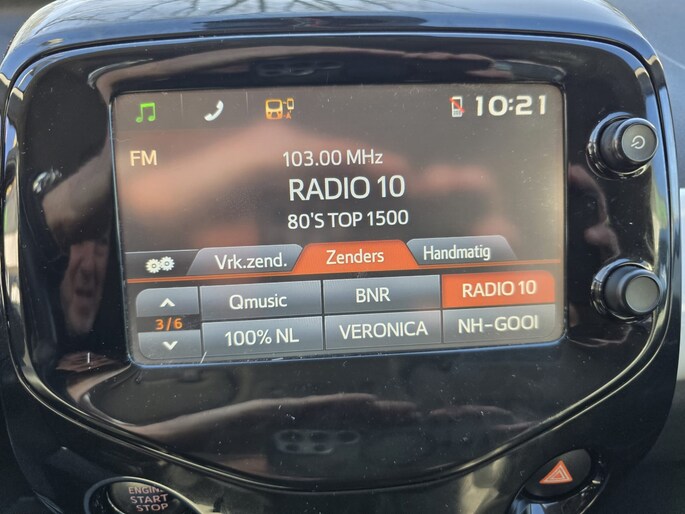 10:21
FM
103.00 MHz
RADIO 10
80'S TOP 1500
Vrk.zend. Zenders Handmatig
Qmusic BNR RADIO 10
3/6
100% NL VERONICA NH-GOOI
ENGINE
START
STOP